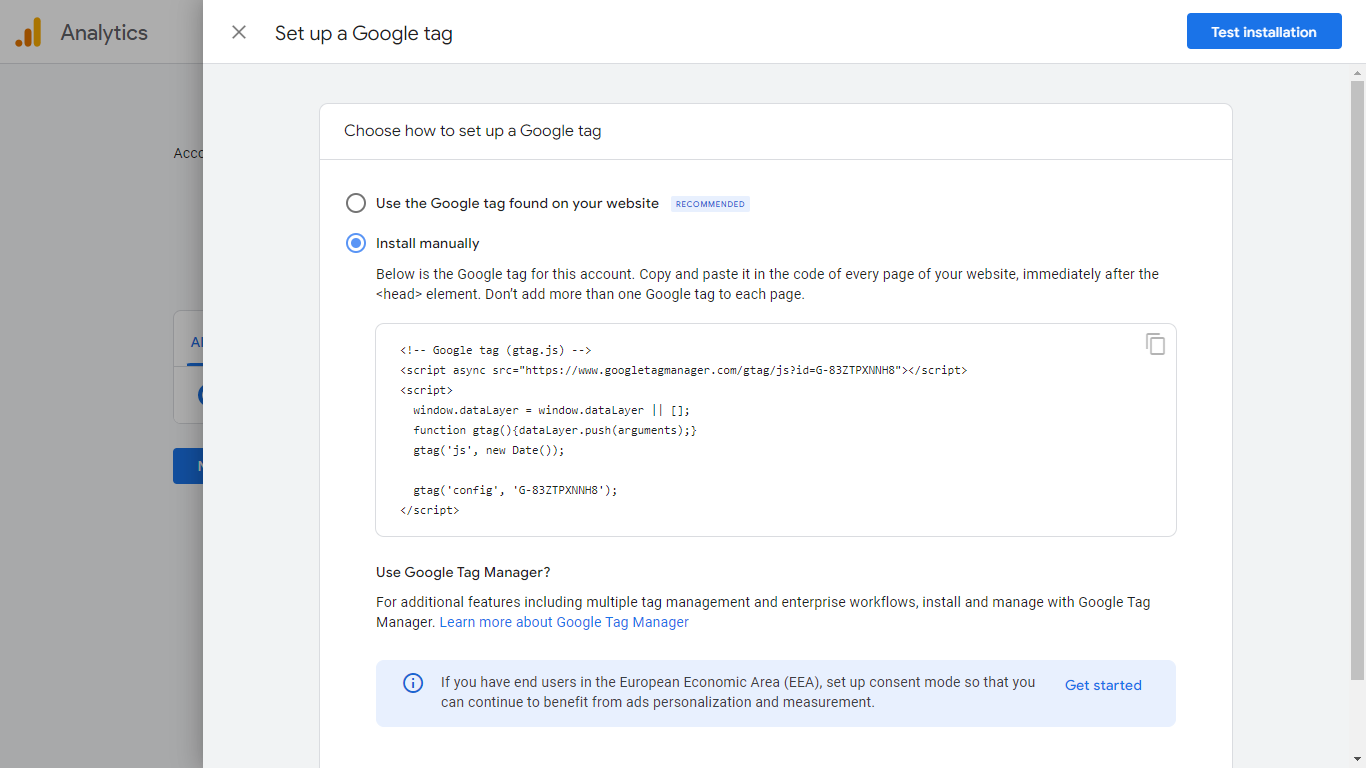 Analytics
Set up a Google tag
Test installation
Choose how to set up a Google tag
Use the Google tag found on your website RECOMMENDED
Install manually
Below is the Google tag for this account. Copy and paste it in the code of every page of your website, immediately after the
<head> element. Don't add more than one Google tag to each page.
<!-- Google tag (gtag.js) -->
<script async src="https://www.googletagmanager.com/gtag/js?id=G-83ZTPXNNH8"></script>
<script>
window.dataLayer = window.dataLayer || [];
function gtag(){dataLayer.push(arguments);}
gtag('js', new Date());
gtag('config', 'G-83ZTPXNNH8');
</script>
Use Google Tag Manager?
For additional features including multiple tag management and enterprise workflows, install and manage with Google Tag
Manager. Learn more about Google Tag Manager
If you have end users in the European Economic Area (EEA), set up consent mode so that you
can continue to benefit from ads personalization and measurement.
Get started